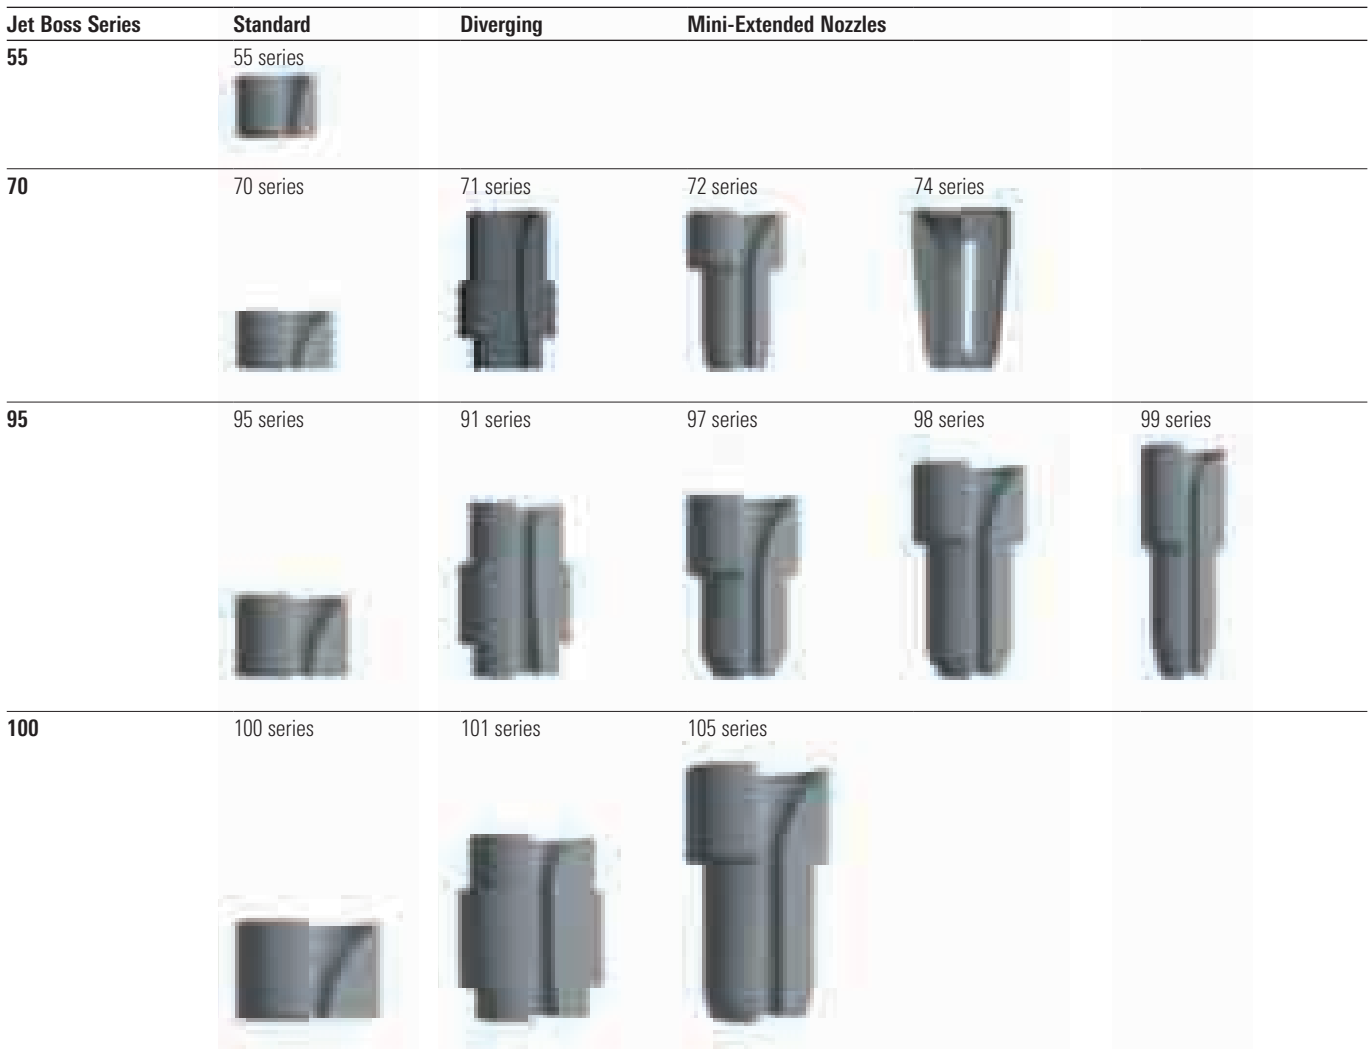 Jet Boss Series Standard Diverging Mini-Extended Nozzles
55 55 series
70 70 series 71 series 72 series 74 series
95 95 series 91 series 97 series 98 series 99 series
100 100 series 101 series 105 series